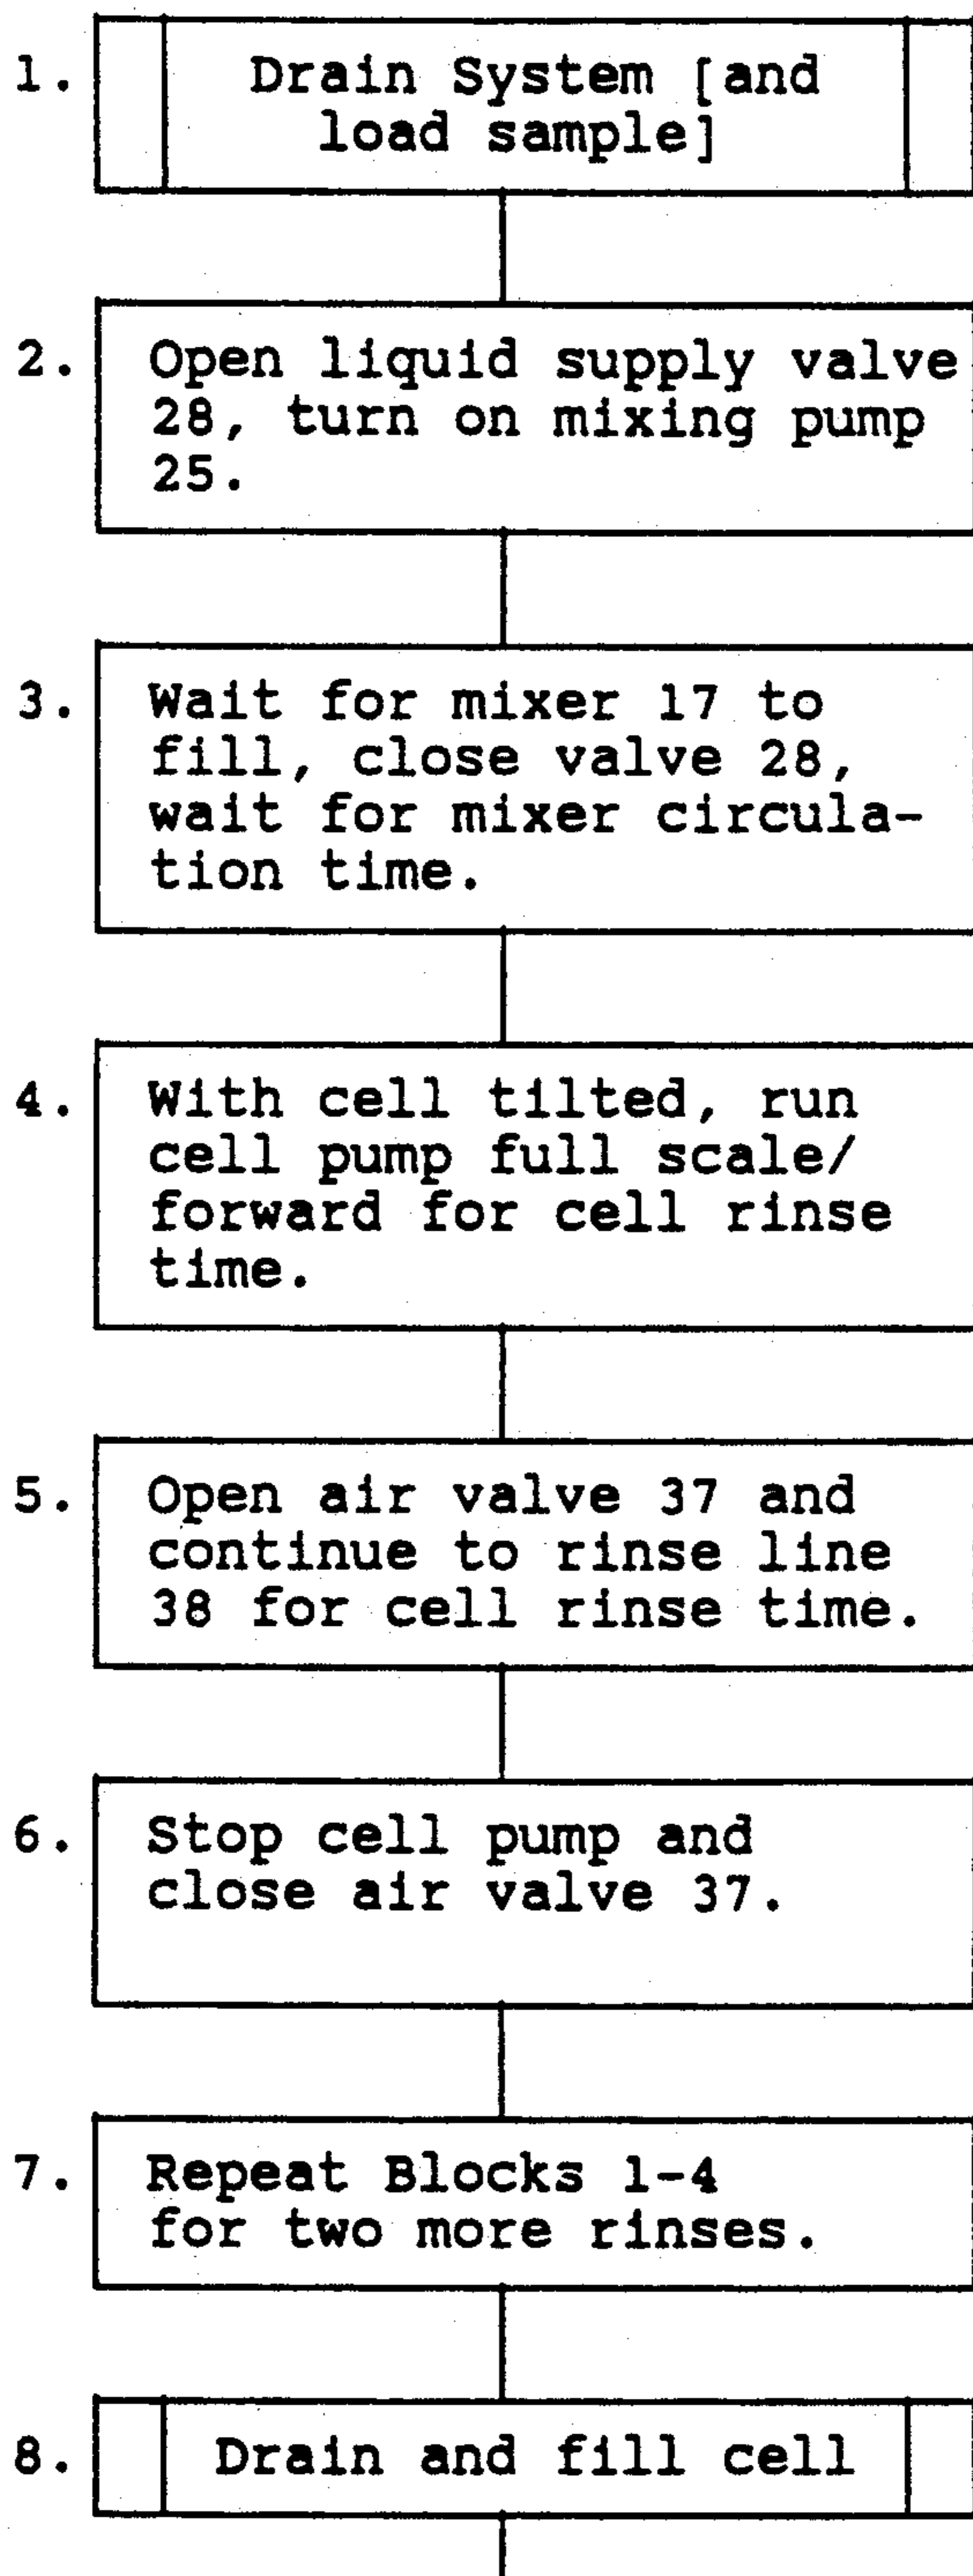 1. Drain System [and
load sample]
2. Open liquid supply valve
28, turn on mixing pump
25.
3. Wait for mixer 17 to
fill, close valve 28,
wait for mixer circula-
tion time.
4. With cell tilted, run
cell pump full scale/
forward for cell rinse
time.
5. Open air valve 37 and
continue to rinse line
38 for cell rinse time.
6. Stop cell pump and
close air valve 37.
7. Repeat Blocks 1-4
for two more rinses.
8. Drain and fill cell